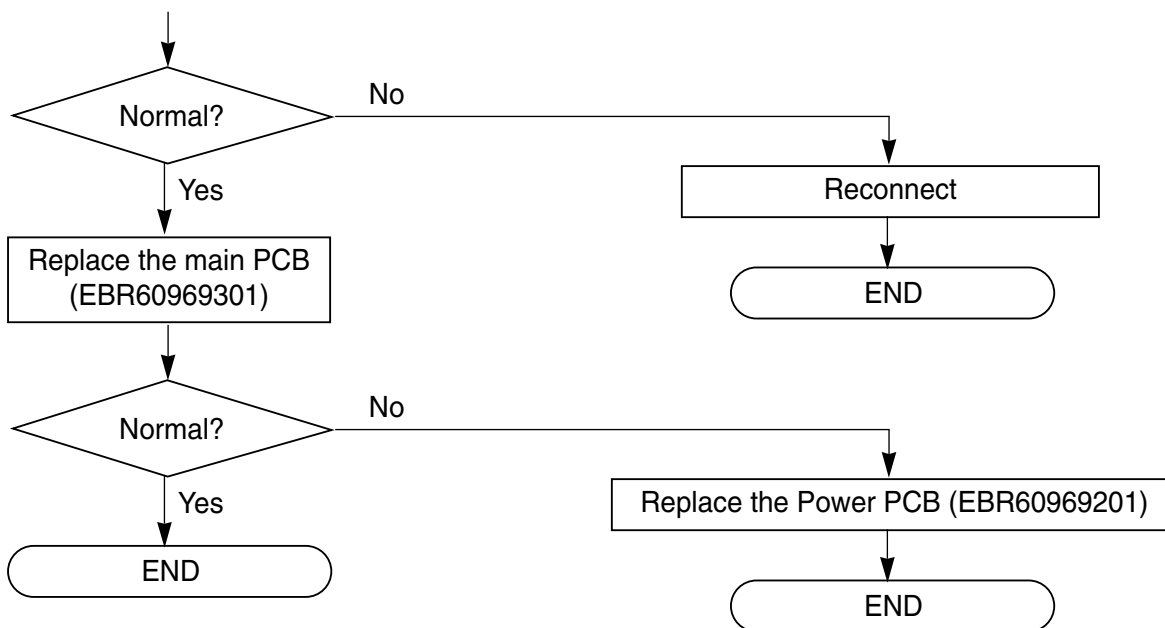 Normal?
No
Yes
Reconnect
Replace the main PCB
(EBR60969301)
END
Normal?
No
Yes
Replace the Power PCB (EBR60969201)
END
END